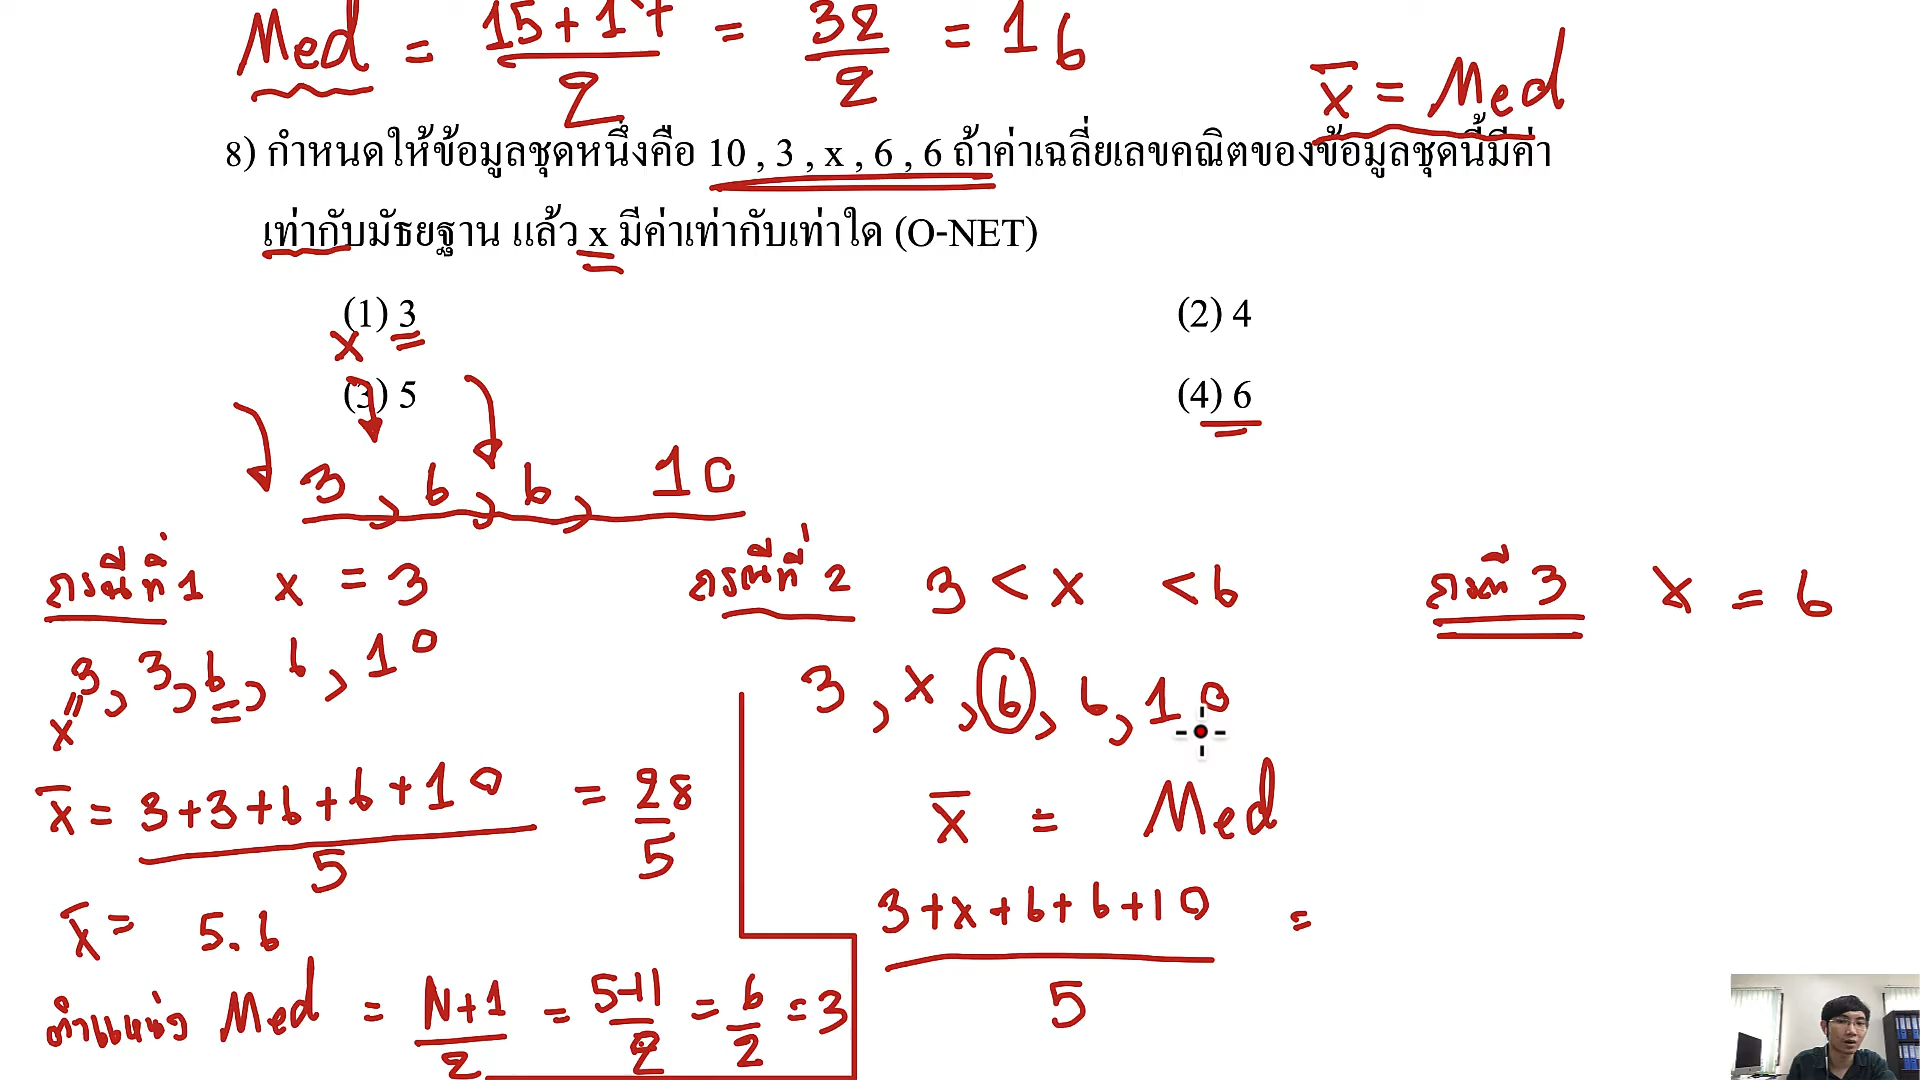 Med = 15+17/2 = 32/2 = 16
x̄ = Med
8) กำหนดให้ข้อมูลชุดหนึ่งคือ 10 , 3 , x , 6 , 6 ถ้าค่าเฉลี่ยเลขคณิตของข้อมูลชุดนี้มีค่า
เท่ากับมัธยฐาน แล้ว x มีค่าเท่ากับเท่าใด (O-NET)
(1) 3 (2) 4
x
(3) 5 (4) 6
3 , 6 , 6 , 10
กรณีที่ 1 x = 3 กรณีที่ 2 3 < x < 6 กรณี 3 x = 6
3 , 3 , 6 , 6 , 10 3 , x , 6 , 6 , 10
x
x̄ = 3+3+6+6+10/5 = 28/5 x̄ = Med
x̄ = 5.6 3+x+6+6+10/5 =
ตำแหน่ง Med = N+1/2 = 5+1/2 = 6/2 = 3